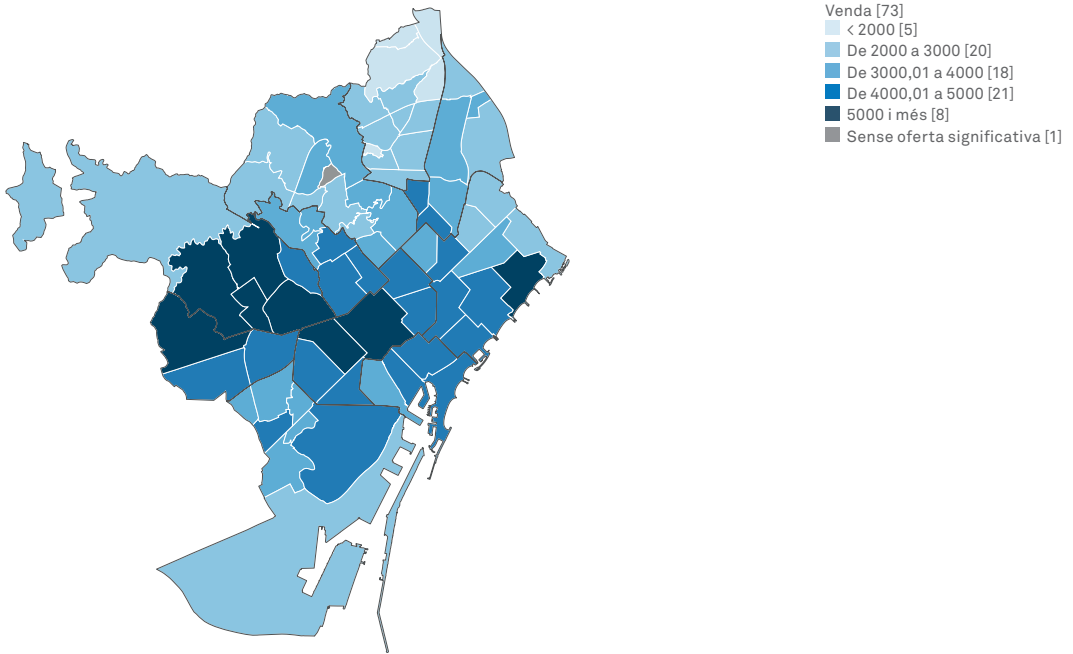 Venda [73]
< 2000 [5]
De 2000 a 3000 [20]
De 3000,01 a 4000 [18]
De 4000,01 a 5000 [21]
5000 i més [8]
Sense oferta significativa [1]